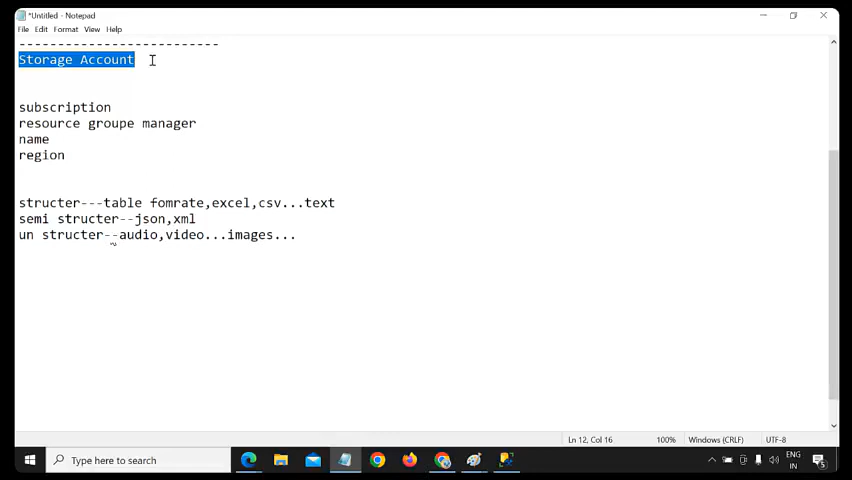 *Untitled - Notepad
File Edit Format View Help
--------------------------
Storage Account
subscription
resource groupe manager
name
region
structer---table fomrate,excel,csv...text
semi structer--json,xml
un structer--audio,video...images...
Ln 12, Col 16 100% Windows (CRLF) UTF-8
Type here to search
ENG
IN
5